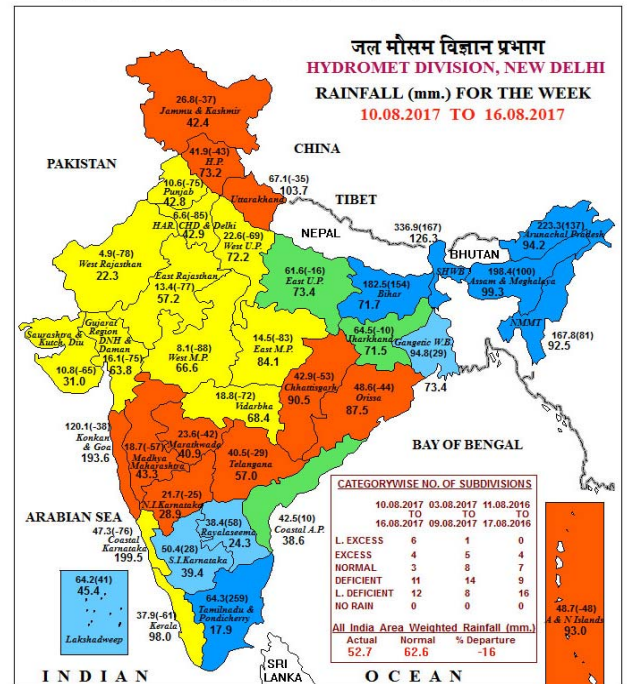 जल मौसम विज्ञान प्रभाग
HYDROMET DIVISION, NEW DELHI
RAINFALL (mm.) FOR THE WEEK
10.08.2017 TO 16.08.2017
26.8(-37)
Jammu & Kashmir
42.4
CHINA
41.9(-43)
H.P.
73.2
PAKISTAN
67.1(-35)
103.7
Uttarakhand
TIBET
10.6(-75)
Punjab
42.8
6.6(-85)
HAR. CHD & Delhi
42.9
NEPAL
22.6(-69)
West U.P.
72.2
336.9(167)
126.3
223.3(137)
Arunachal Pradesh
94.2
BHUTAN
4.9(-78)
West Rajasthan
22.3
East Rajasthan
13.4(-77)
57.2
61.6(-16)
East U.P.
73.4
182.5(154)
Bihar
71.7
SHWB
198.4(100)
Assam & Meghalaya
99.3
NMMT
167.8(81)
92.5
Saurashtra &
Kutch, Diu
10.8(-65)
31.0
Gujarat
Region
DNH &
Daman
16.1(-75)
63.8
8.1(-88)
West M.P.
66.6
14.5(-83)
East M.P.
84.1
64.5(-10)
Jharkhand
71.5
Gangetic W.B.
94.8(29)
73.4
42.9(-53)
Chhattisgarh
90.5
48.6(-44)
Orissa
87.5
18.8(-72)
Vidarbha
68.4
120.1(-38)
Konkan
& Goa
193.6
18.7(-57)
Madhya
Maharashtra
43.3
23.6(-42)
Marathwada
40.9
40.5(-29)
Telangana
57.0
BAY OF BENGAL
21.7(-25)
N.I.Karnataka
28.9
ARABIAN SEA
47.3(-76)
Coastal
Karnataka
199.5
38.4(58)
Rayalaseema
24.3
42.5(10)
Coastal A.P.
38.6
50.4(28)
S.I.Karnataka
39.4
64.2(41)
45.4
Lakshadweep
37.9(-61)
Kerala
98.0
64.3(259)
Tamilnadu &
Pondicherry
17.9
CATEGORYWISE NO. OF SUBDIVISIONS
10.08.2017 03.08.2017 11.08.2016
TO TO TO
16.08.2017 09.08.2017 17.08.2016
L. EXCESS 6 1 0
EXCESS 4 5 4
NORMAL 3 8 7
DEFICIENT 11 14 9
L. DEFICIENT 12 8 16
NO RAIN 0 0 0
All India Area Weighted Rainfall (mm.)
Actual Normal % Departure
52.7 62.6 -16
48.7(-48)
A & N Islands
93.0
SRI
LANKA
INDIAN OCEAN